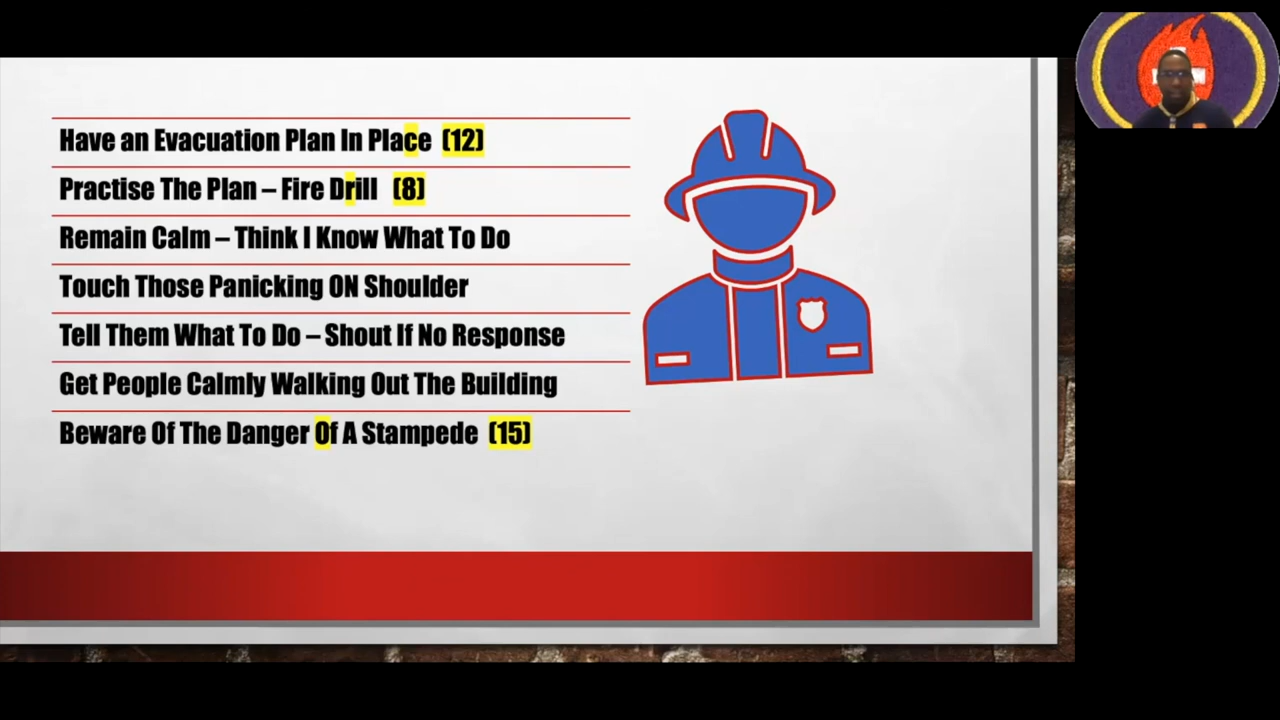 Have an Evacuation Plan In Place (12)
Practise The Plan – Fire Drill (8)
Remain Calm – Think I Know What To Do
Touch Those Panicking ON Shoulder
Tell Them What To Do – Shout If No Response
Get People Calmly Walking Out The Building
Beware Of The Danger Of A Stampede (15)